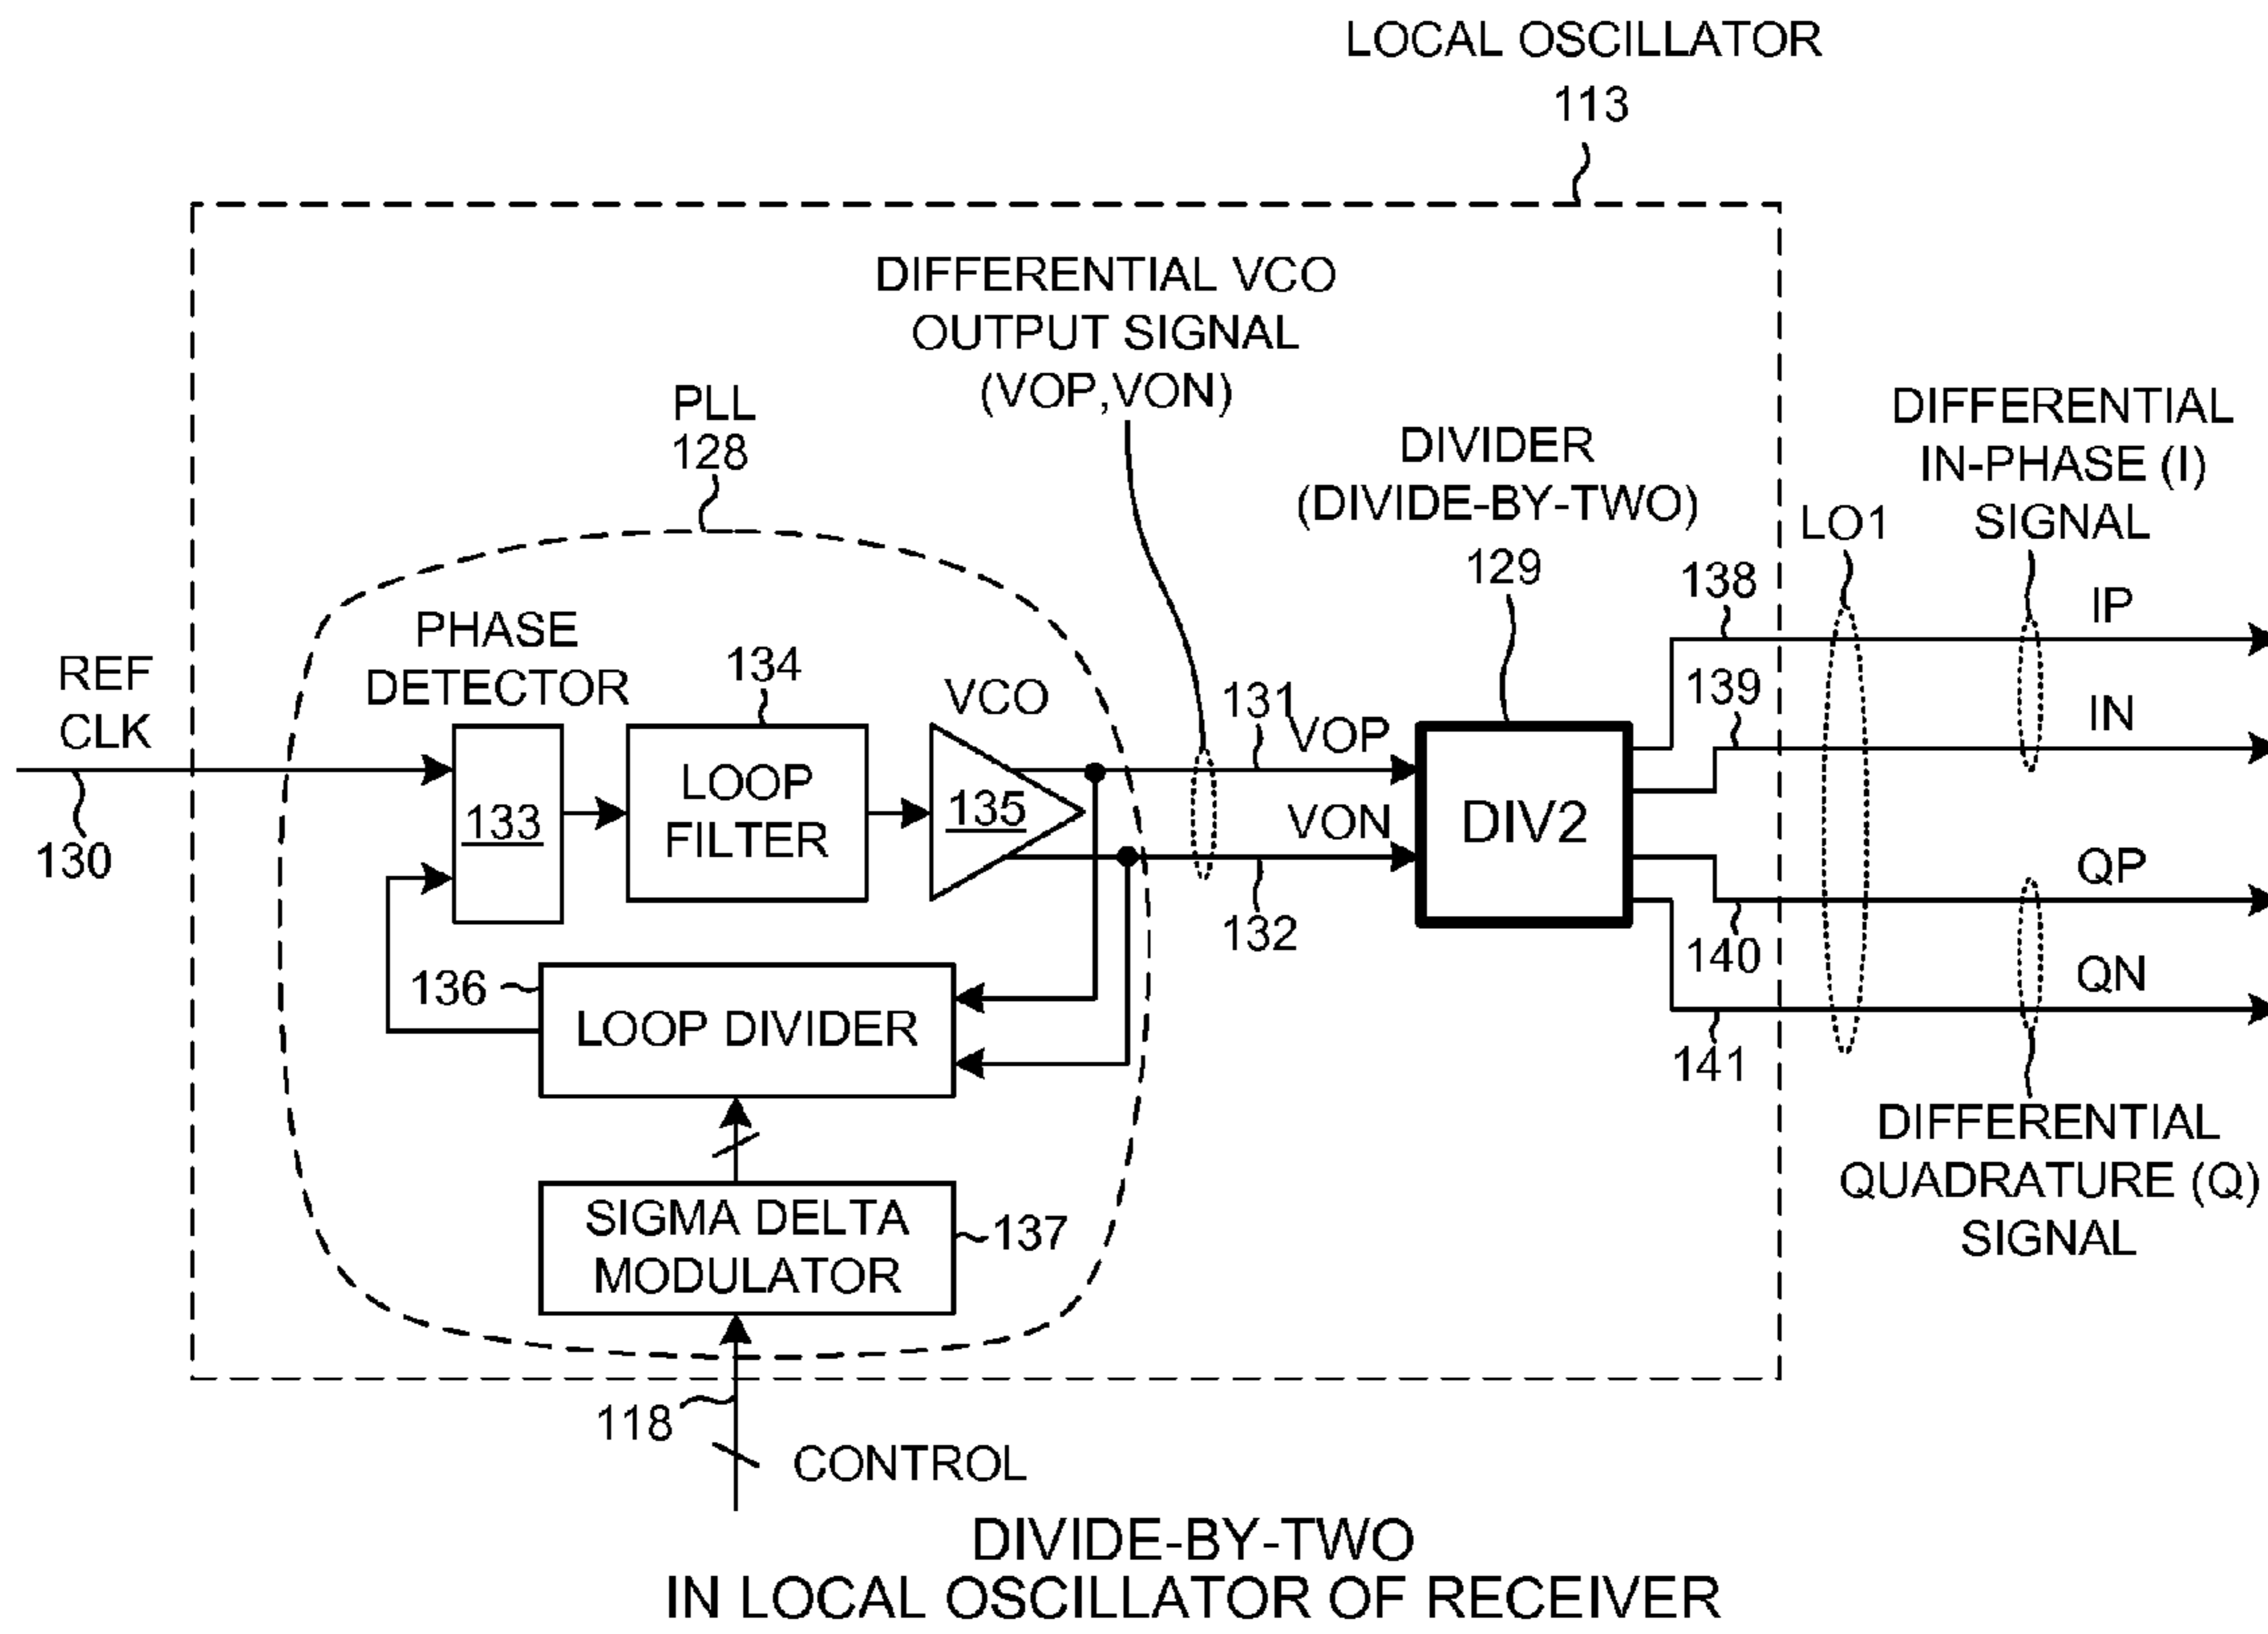 LOCAL OSCILLATOR
113
DIFFERENTIAL VCO
OUTPUT SIGNAL
(VOP,VON)
PLL
128
DIVIDER
(DIVIDE-BY-TWO)
129
DIFFERENTIAL
IN-PHASE (I)
SIGNAL
LO1
138
IP
139
IN
PHASE
DETECTOR
134
VCO
131
VOP
REF
CLK
130
133
LOOP
FILTER
135
VON
132
DIV2
QP
140
QN
141
136
LOOP DIVIDER
SIGMA DELTA
MODULATOR
137
DIFFERENTIAL
QUADRATURE (Q)
SIGNAL
118
CONTROL
DIVIDE-BY-TWO
IN LOCAL OSCILLATOR OF RECEIVER